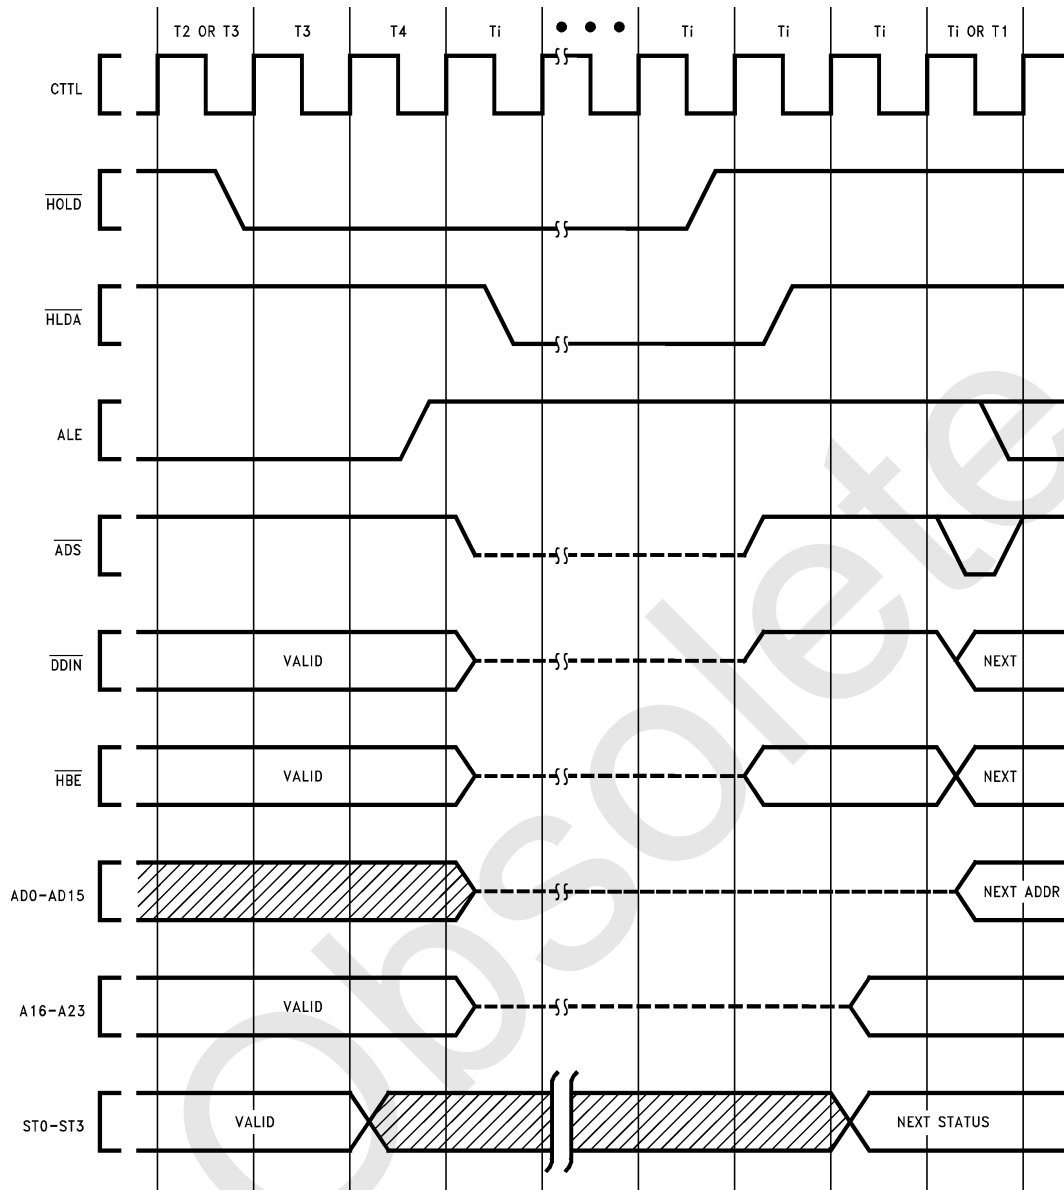 T2 OR T3 T3 T4 Ti Ti Ti Ti Ti OR T1
CTTL
HOLD
HLDA
ALE
ADS
DDIN VALID NEXT
HBE VALID NEXT
AD0-AD15 NEXT ADDR
A16-A23 VALID
ST0-ST3 VALID NEXT STATUS
Obsolete